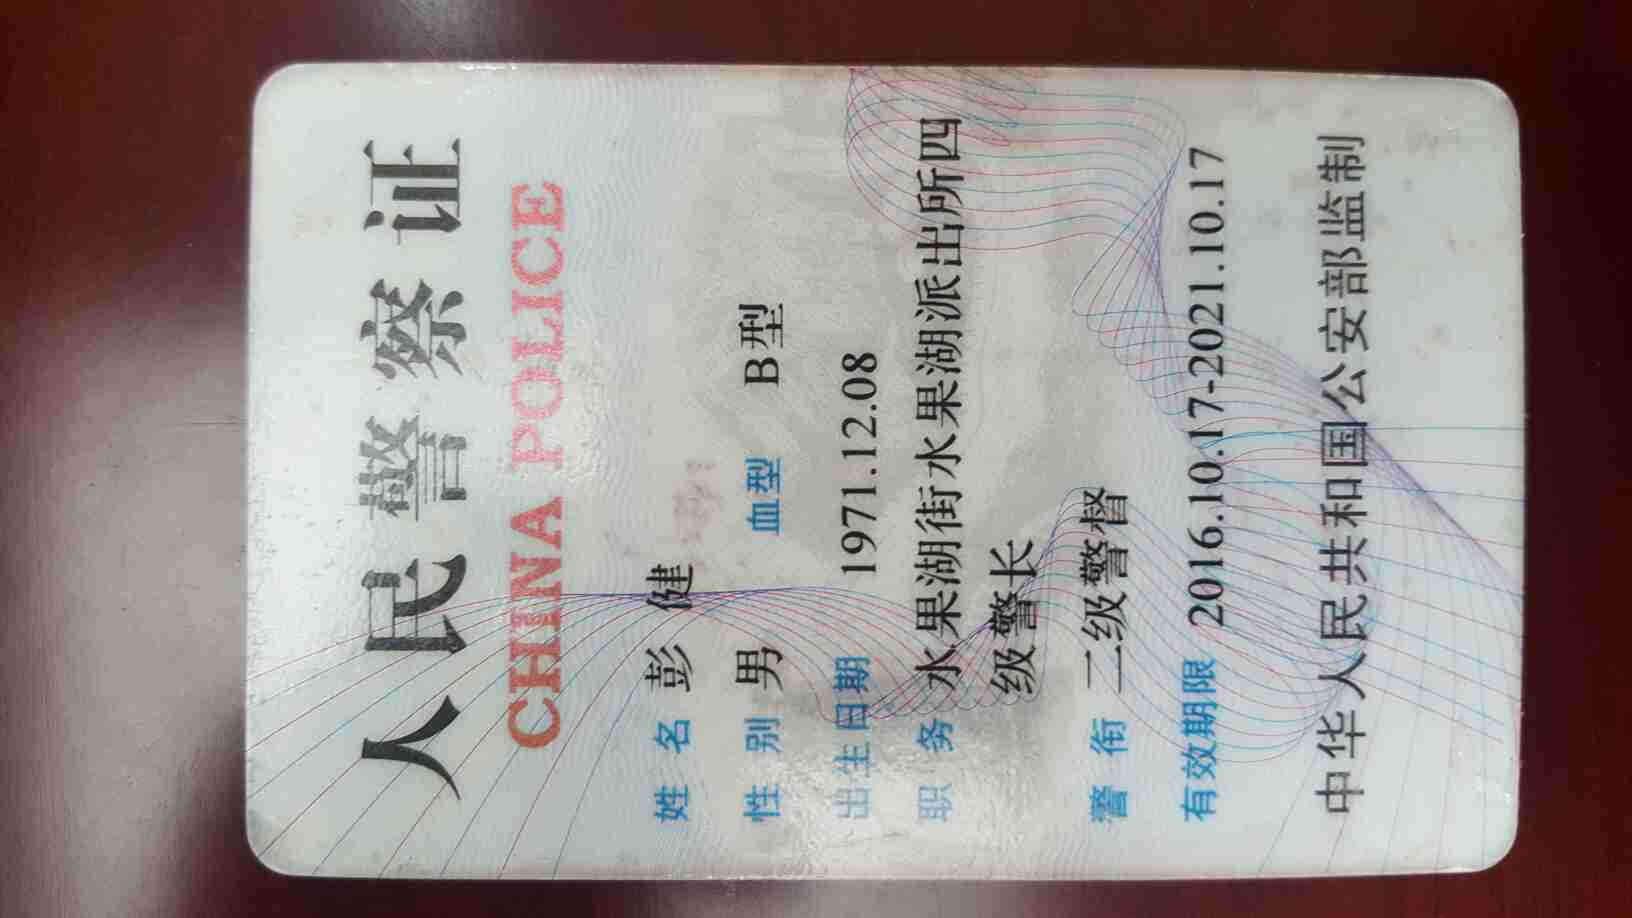 人民警察证
CHINA POLICE
姓 名 彭 健
性 别 男 血型 B型
出生日期 1971.12.08
职 务 水果湖街水果湖派出所四
级警长
警 衔 二级警督
有效期限 2016.10.17-2021.10.17
中华人民共和国公安部监制